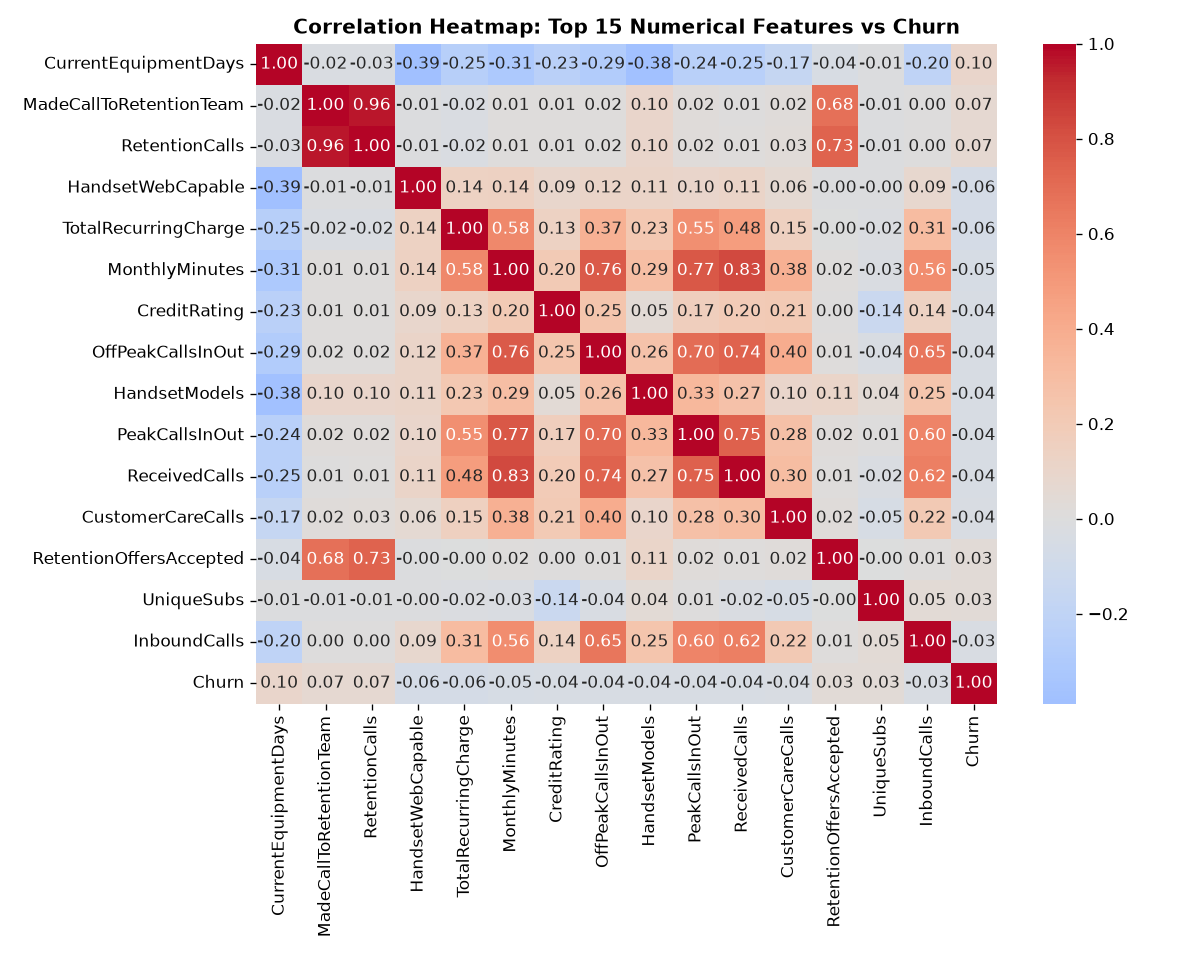 Correlation Heatmap: Top 15 Numerical Features vs Churn
CurrentEquipmentDays 1.00 -0.02 -0.03 -0.39 -0.25 -0.31 -0.23 -0.29 -0.38 -0.24 -0.25 -0.17 -0.04 -0.01 -0.20 0.10
MadeCallToRetentionTeam -0.02 1.00 0.96 -0.01 -0.02 0.01 0.01 0.02 0.10 0.02 0.01 0.02 0.68 -0.01 0.00 0.07
RetentionCalls -0.03 0.96 1.00 -0.01 -0.02 0.01 0.01 0.02 0.10 0.02 0.01 0.03 0.73 -0.01 0.00 0.07
HandsetWebCapable -0.39 -0.01 -0.01 1.00 0.14 0.14 0.09 0.12 0.11 0.10 0.11 0.06 -0.00 -0.00 0.09 -0.06
TotalRecurringCharge -0.25 -0.02 -0.02 0.14 1.00 0.58 0.13 0.37 0.23 0.55 0.48 0.15 -0.00 -0.02 0.31 -0.06
MonthlyMinutes -0.31 0.01 0.01 0.14 0.58 1.00 0.20 0.76 0.29 0.77 0.83 0.38 0.02 -0.03 0.56 -0.05
CreditRating -0.23 0.01 0.01 0.09 0.13 0.20 1.00 0.25 0.05 0.17 0.20 0.21 0.00 -0.14 0.14 -0.04
OffPeakCallsInOut -0.29 0.02 0.02 0.12 0.37 0.76 0.25 1.00 0.26 0.70 0.74 0.40 0.01 -0.04 0.65 -0.04
HandsetModels -0.38 0.10 0.10 0.11 0.23 0.29 0.05 0.26 1.00 0.33 0.27 0.10 0.11 0.04 0.25 -0.04
PeakCallsInOut -0.24 0.02 0.02 0.10 0.55 0.77 0.17 0.70 0.33 1.00 0.75 0.28 0.02 0.01 0.60 -0.04
ReceivedCalls -0.25 0.01 0.01 0.11 0.48 0.83 0.20 0.74 0.27 0.75 1.00 0.30 0.01 -0.02 0.62 -0.04
CustomerCareCalls -0.17 0.02 0.03 0.06 0.15 0.38 0.21 0.40 0.10 0.28 0.30 1.00 0.02 -0.05 0.22 -0.04
RetentionOffersAccepted -0.04 0.68 0.73 -0.00 -0.00 0.02 0.00 0.01 0.11 0.02 0.01 0.02 1.00 -0.00 0.01 0.03
UniqueSubs -0.01 -0.01 -0.01 -0.00 -0.02 -0.03 -0.14 -0.04 0.04 0.01 -0.02 -0.05 -0.00 1.00 0.05 0.03
InboundCalls -0.20 0.00 0.00 0.09 0.31 0.56 0.14 0.65 0.25 0.60 0.62 0.22 0.01 0.05 1.00 -0.03
Churn 0.10 0.07 0.07 -0.06 -0.06 -0.05 -0.04 -0.04 -0.04 -0.04 -0.04 -0.04 0.03 0.03 -0.03 1.00
CurrentEquipmentDays
MadeCallToRetentionTeam
RetentionCalls
HandsetWebCapable
TotalRecurringCharge
MonthlyMinutes
CreditRating
OffPeakCallsInOut
HandsetModels
PeakCallsInOut
ReceivedCalls
CustomerCareCalls
RetentionOffersAccepted
UniqueSubs
InboundCalls
Churn
1.0
0.8
0.6
0.4
0.2
0.0
−0.2